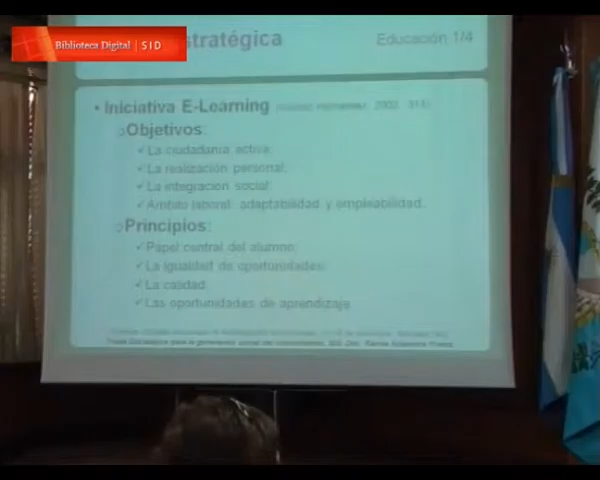 Biblioteca Digital | SID
stratégica
Educación 1/4
• Iniciativa E-Learning
Objetivos:
✓La ciudadanía activa;
✓La realización personal;
✓La integración social;
✓Ámbito laboral: adaptabilidad y empleabilidad.
Principios:
✓Papel central del alumno;
✓La igualdad de oportunidades;
✓La calidad
✓Las oportunidades de aprendizaje.